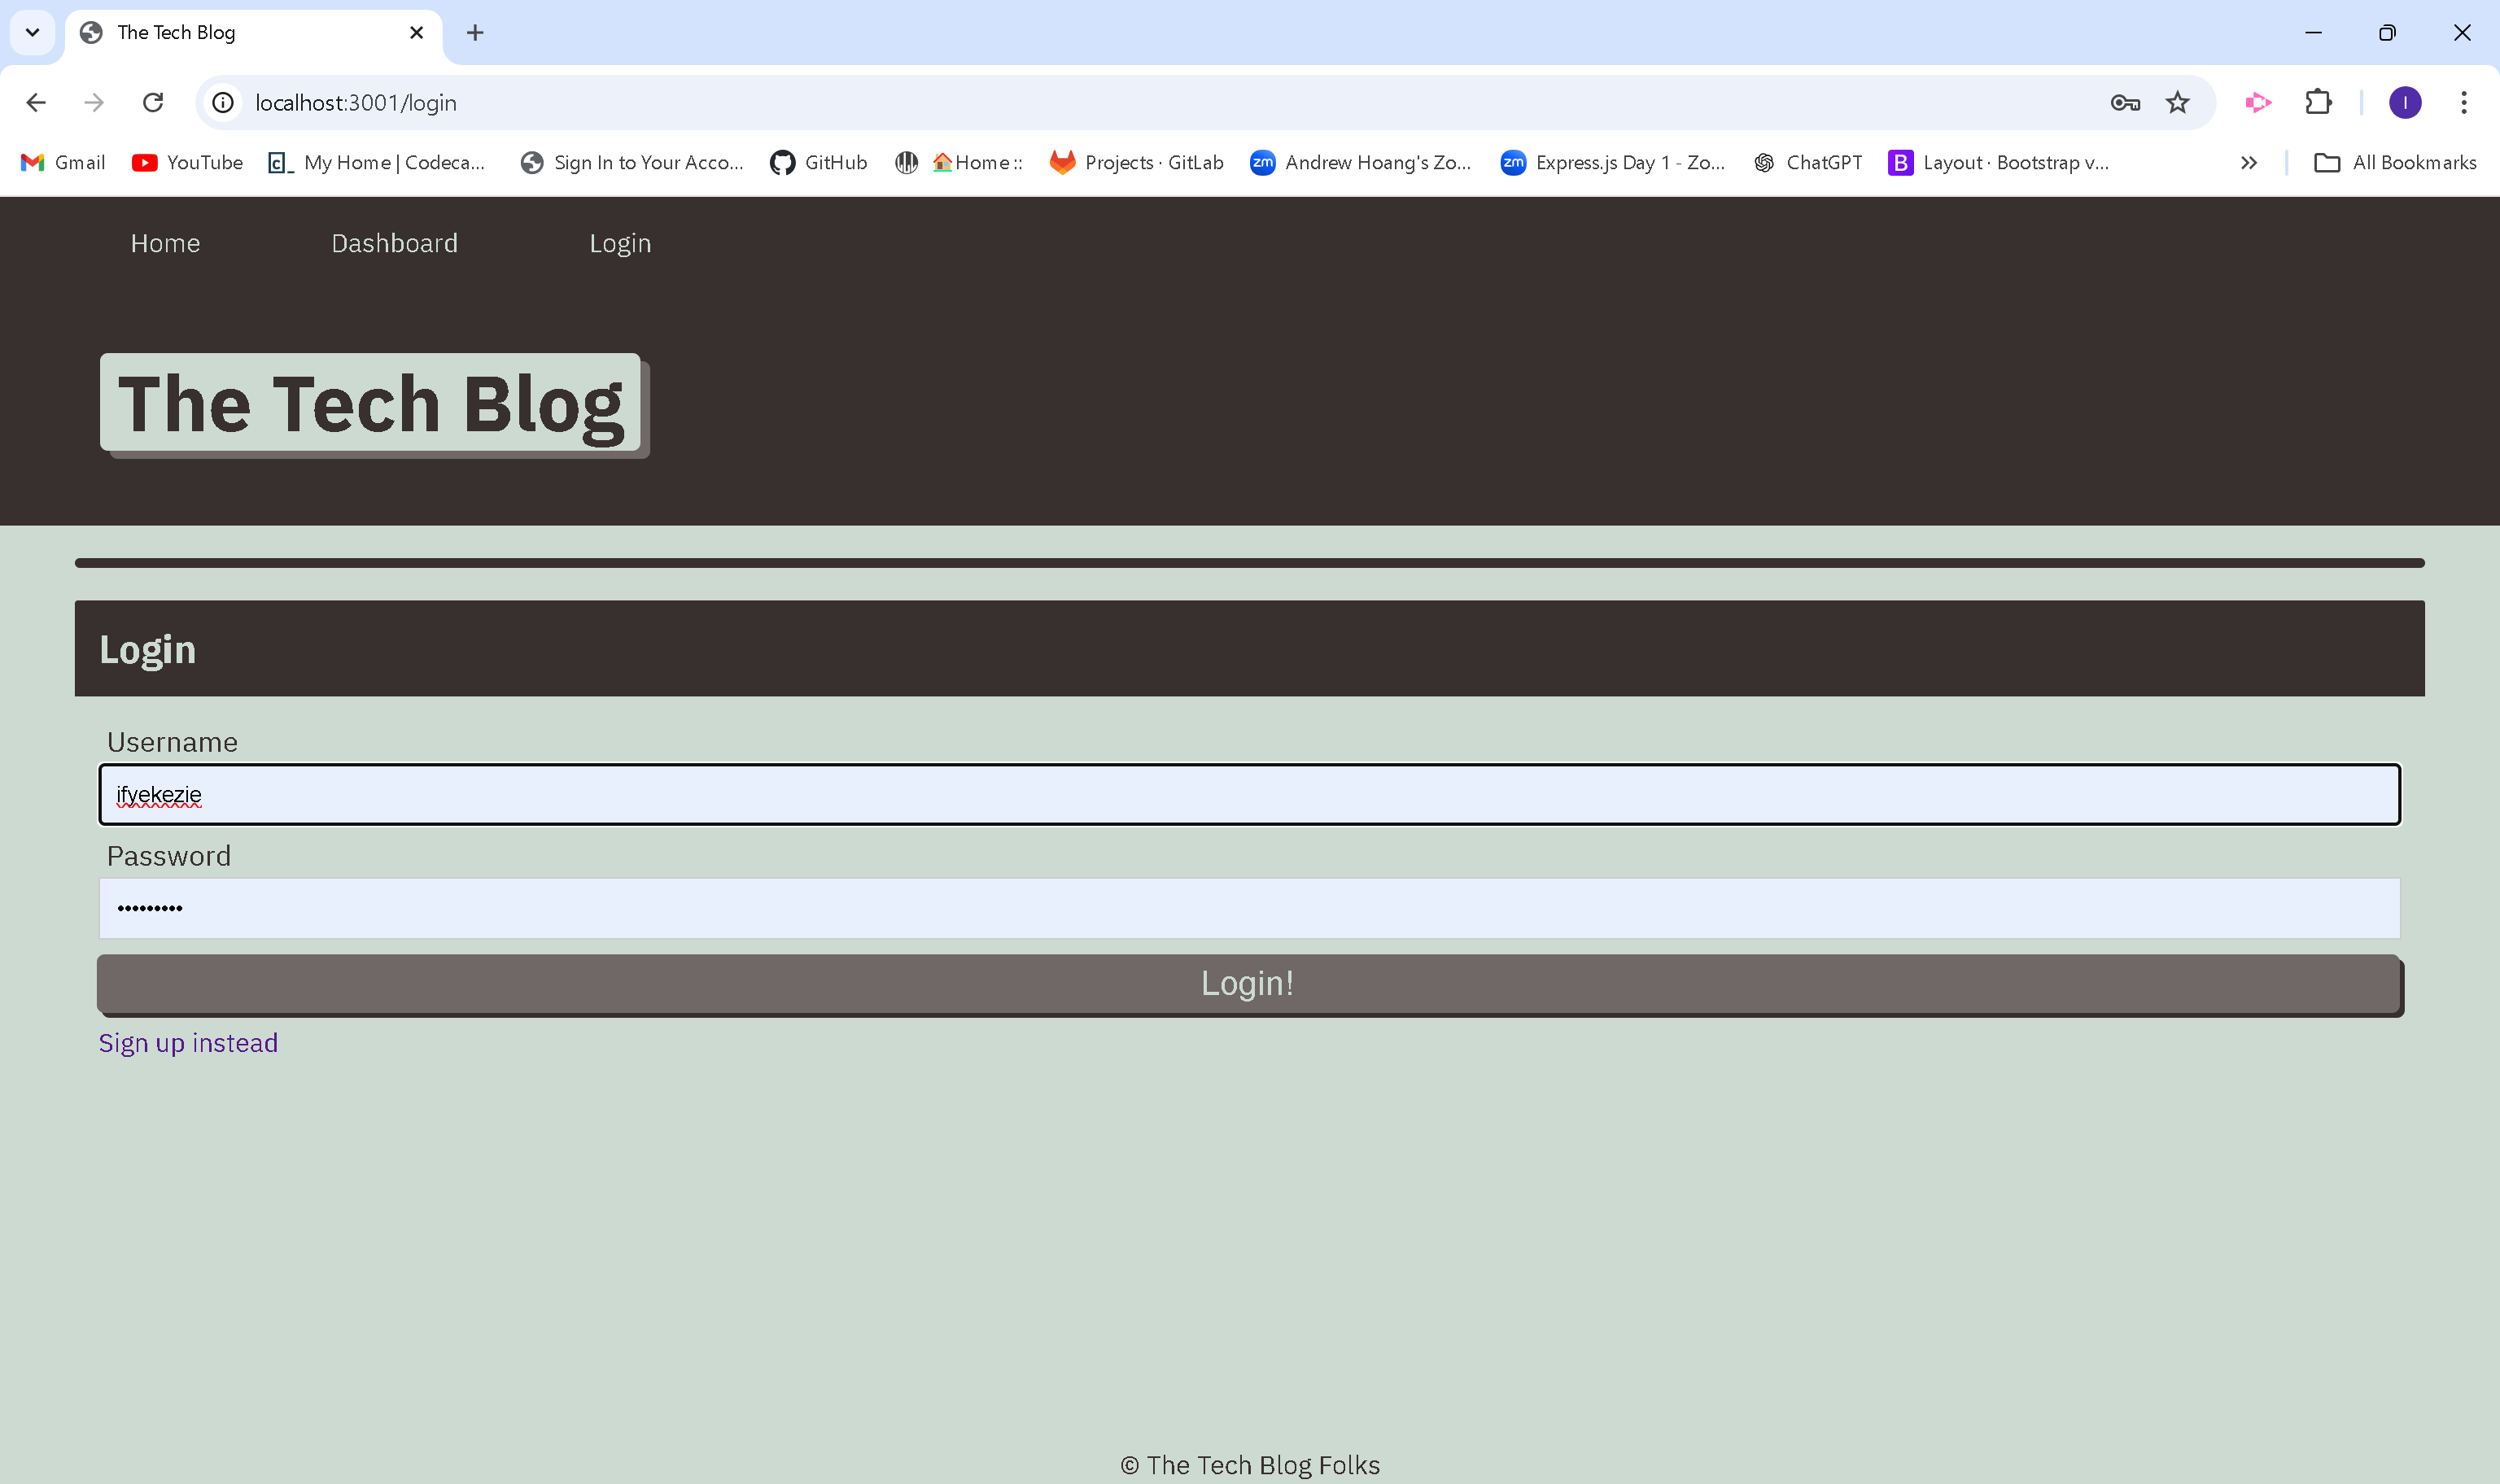 The Tech Blog
localhost:3001/login
Gmail YouTube My Home | Codeca... Sign In to Your Acco... GitHub Home :: Projects · GitLab Andrew Hoang's Zo... Express.js Day 1 - Zo... ChatGPT Layout · Bootstrap v... All Bookmarks
Home Dashboard Login
The Tech Blog
Login
Username
ifyekezie
Password
•••••••••
Login!
Sign up instead
© The Tech Blog Folks